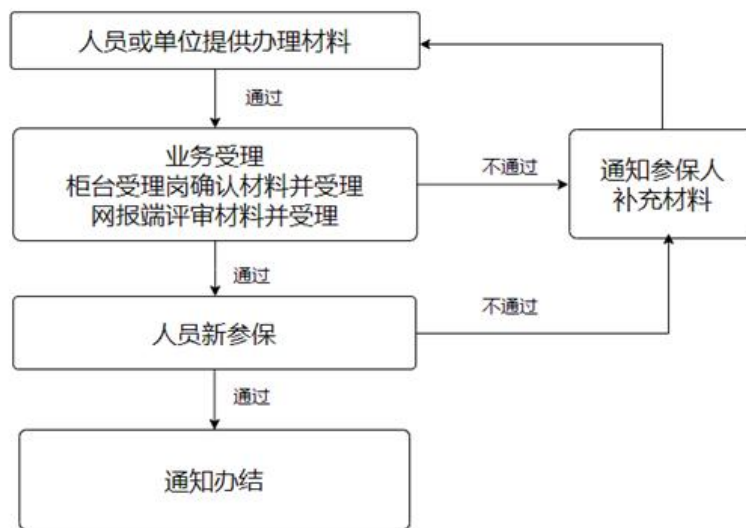 人员或单位提供办理材料
通过
业务受理
柜台受理岗确认材料并受理
网报端评审材料并受理
不通过
通知参保人
补充材料
通过
人员新参保
不通过
通过
通知办结